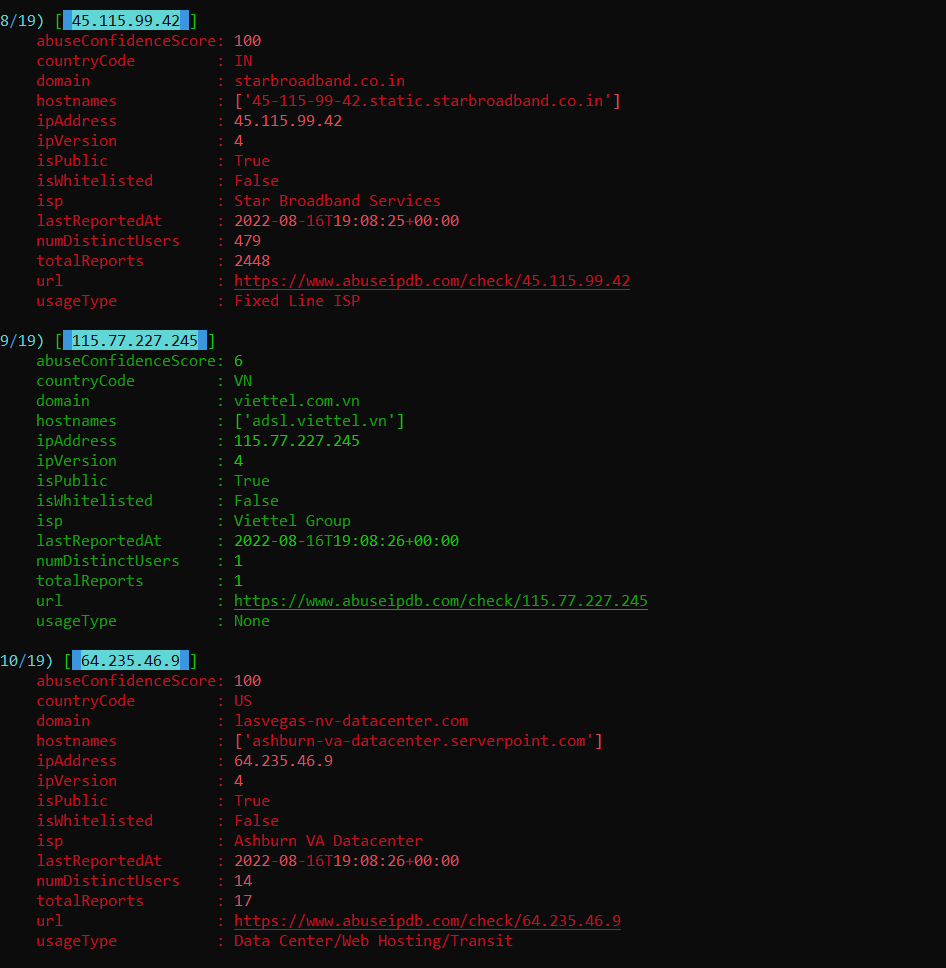 8/19) [ 45.115.99.42 ]
abuseConfidenceScore: 100
countryCode : IN
domain : starbroadband.co.in
hostnames : ['45-115-99-42.static.starbroadband.co.in']
ipAddress : 45.115.99.42
ipVersion : 4
isPublic : True
isWhitelisted : False
isp : Star Broadband Services
lastReportedAt : 2022-08-16T19:08:25+00:00
numDistinctUsers : 479
totalReports : 2448
url : https://www.abuseipdb.com/check/45.115.99.42
usageType : Fixed Line ISP
9/19) [ 115.77.227.245 ]
abuseConfidenceScore: 6
countryCode : VN
domain : viettel.com.vn
hostnames : ['adsl.viettel.vn']
ipAddress : 115.77.227.245
ipVersion : 4
isPublic : True
isWhitelisted : False
isp : Viettel Group
lastReportedAt : 2022-08-16T19:08:26+00:00
numDistinctUsers : 1
totalReports : 1
url : https://www.abuseipdb.com/check/115.77.227.245
usageType : None
10/19) [ 64.235.46.9 ]
abuseConfidenceScore: 100
countryCode : US
domain : lasvegas-nv-datacenter.com
hostnames : ['ashburn-va-datacenter.serverpoint.com']
ipAddress : 64.235.46.9
ipVersion : 4
isPublic : True
isWhitelisted : False
isp : Ashburn VA Datacenter
lastReportedAt : 2022-08-16T19:08:26+00:00
numDistinctUsers : 14
totalReports : 17
url : https://www.abuseipdb.com/check/64.235.46.9
usageType : Data Center/Web Hosting/Transit